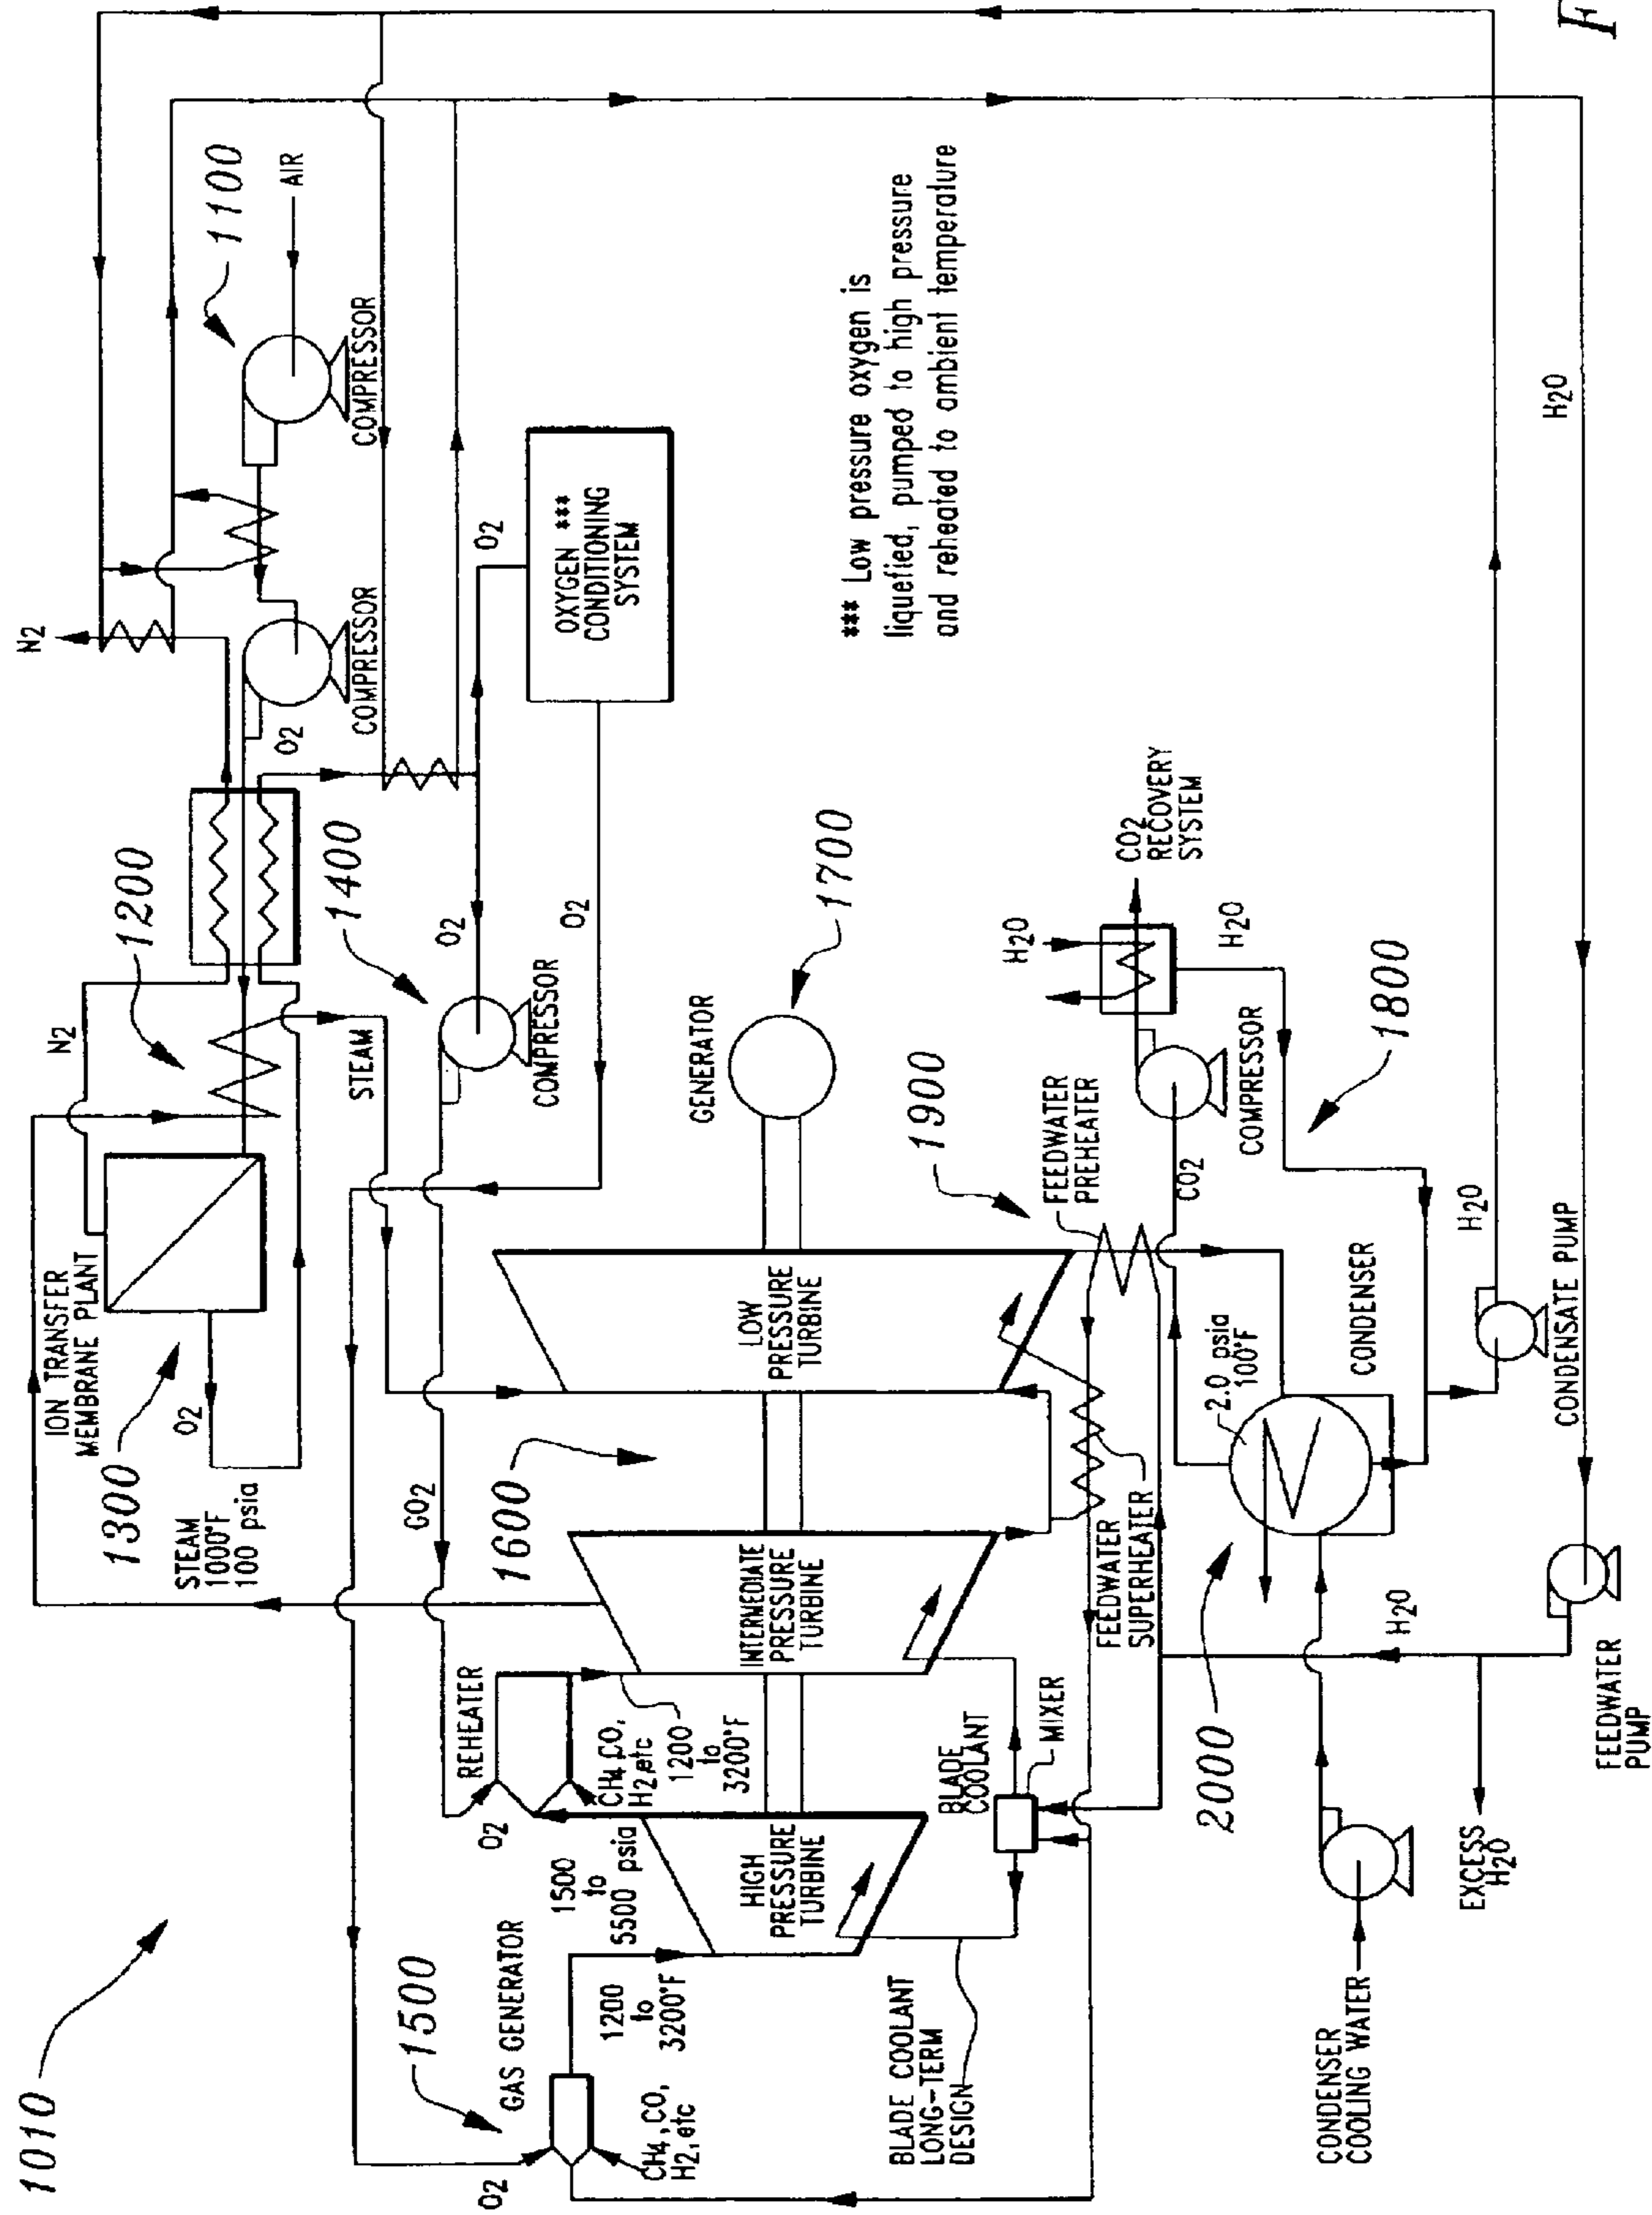 1010
N2
1100
AIR
COMPRESSOR
COMPRESSOR
O2
1200
N2
ION TRANSFER
MEMBRANE PLANT
1300
O2
STEAM
1000°F
100 psia
STEAM
1400
O2
COMPRESSOR
O2
OXYGEN ***
CONDITIONING
SYSTEM
O2
*** Low pressure oxygen is
liquefied, pumped to high pressure
and reheated to ambient temperature
1500
GAS GENERATOR
O2
CH4, CO,
H2, etc
1200
to
3200°F
1500
to
5500 psia
O2
REHEATER
CH4, CO,
H2, etc
1200
to
3200°F
GO2
1600
HIGH
PRESSURE
TURBINE
INTERMEDIATE
PRESSURE
TURBINE
LOW
PRESSURE
TURBINE
GENERATOR
1700
BLADE COOLANT
LONG-TERM
DESIGN
BLADE
COOLANT
MIXER
FEEDWATER
SUPERHEATER
1900
FEEDWATER
PREHEATER
H2O
CO2
RECOVERY
SYSTEM
H2O
COMPRESSOR
CO2
1800
2000
2.0 psia
100°F
CONDENSER
CONDENSER
COOLING WATER
EXCESS
H2O
H2O
H2O
CONDENSATE PUMP
H2O
FEEDWATER
PUMP
F